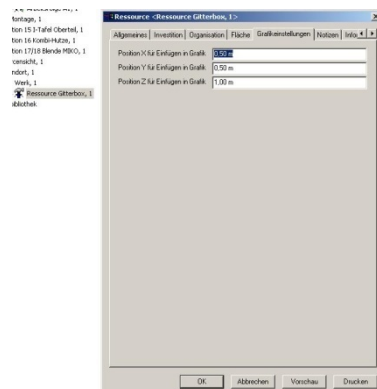 ontage, 1
tion 15 I-Tafel Oberteil, 1
tion 16 Kombi-Hutze, 1
tion 17/18 Blende MIKO, 1
zensicht, 1
ndort, 1
Werk, 1
Ressource Gitterbox, 1
bliothek
Ressource <Ressource Gitterbox, 1>
Allgemeines Investition Organisation Fläche Grafikeinstellungen Notizen
Position X für Einfügen in Grafik 0,50 m
Position Y für Einfügen in Grafik 0,50 m
Position Z für Einfügen in Grafik 1,00 m
OK Abbrechen Vorschau Drucken